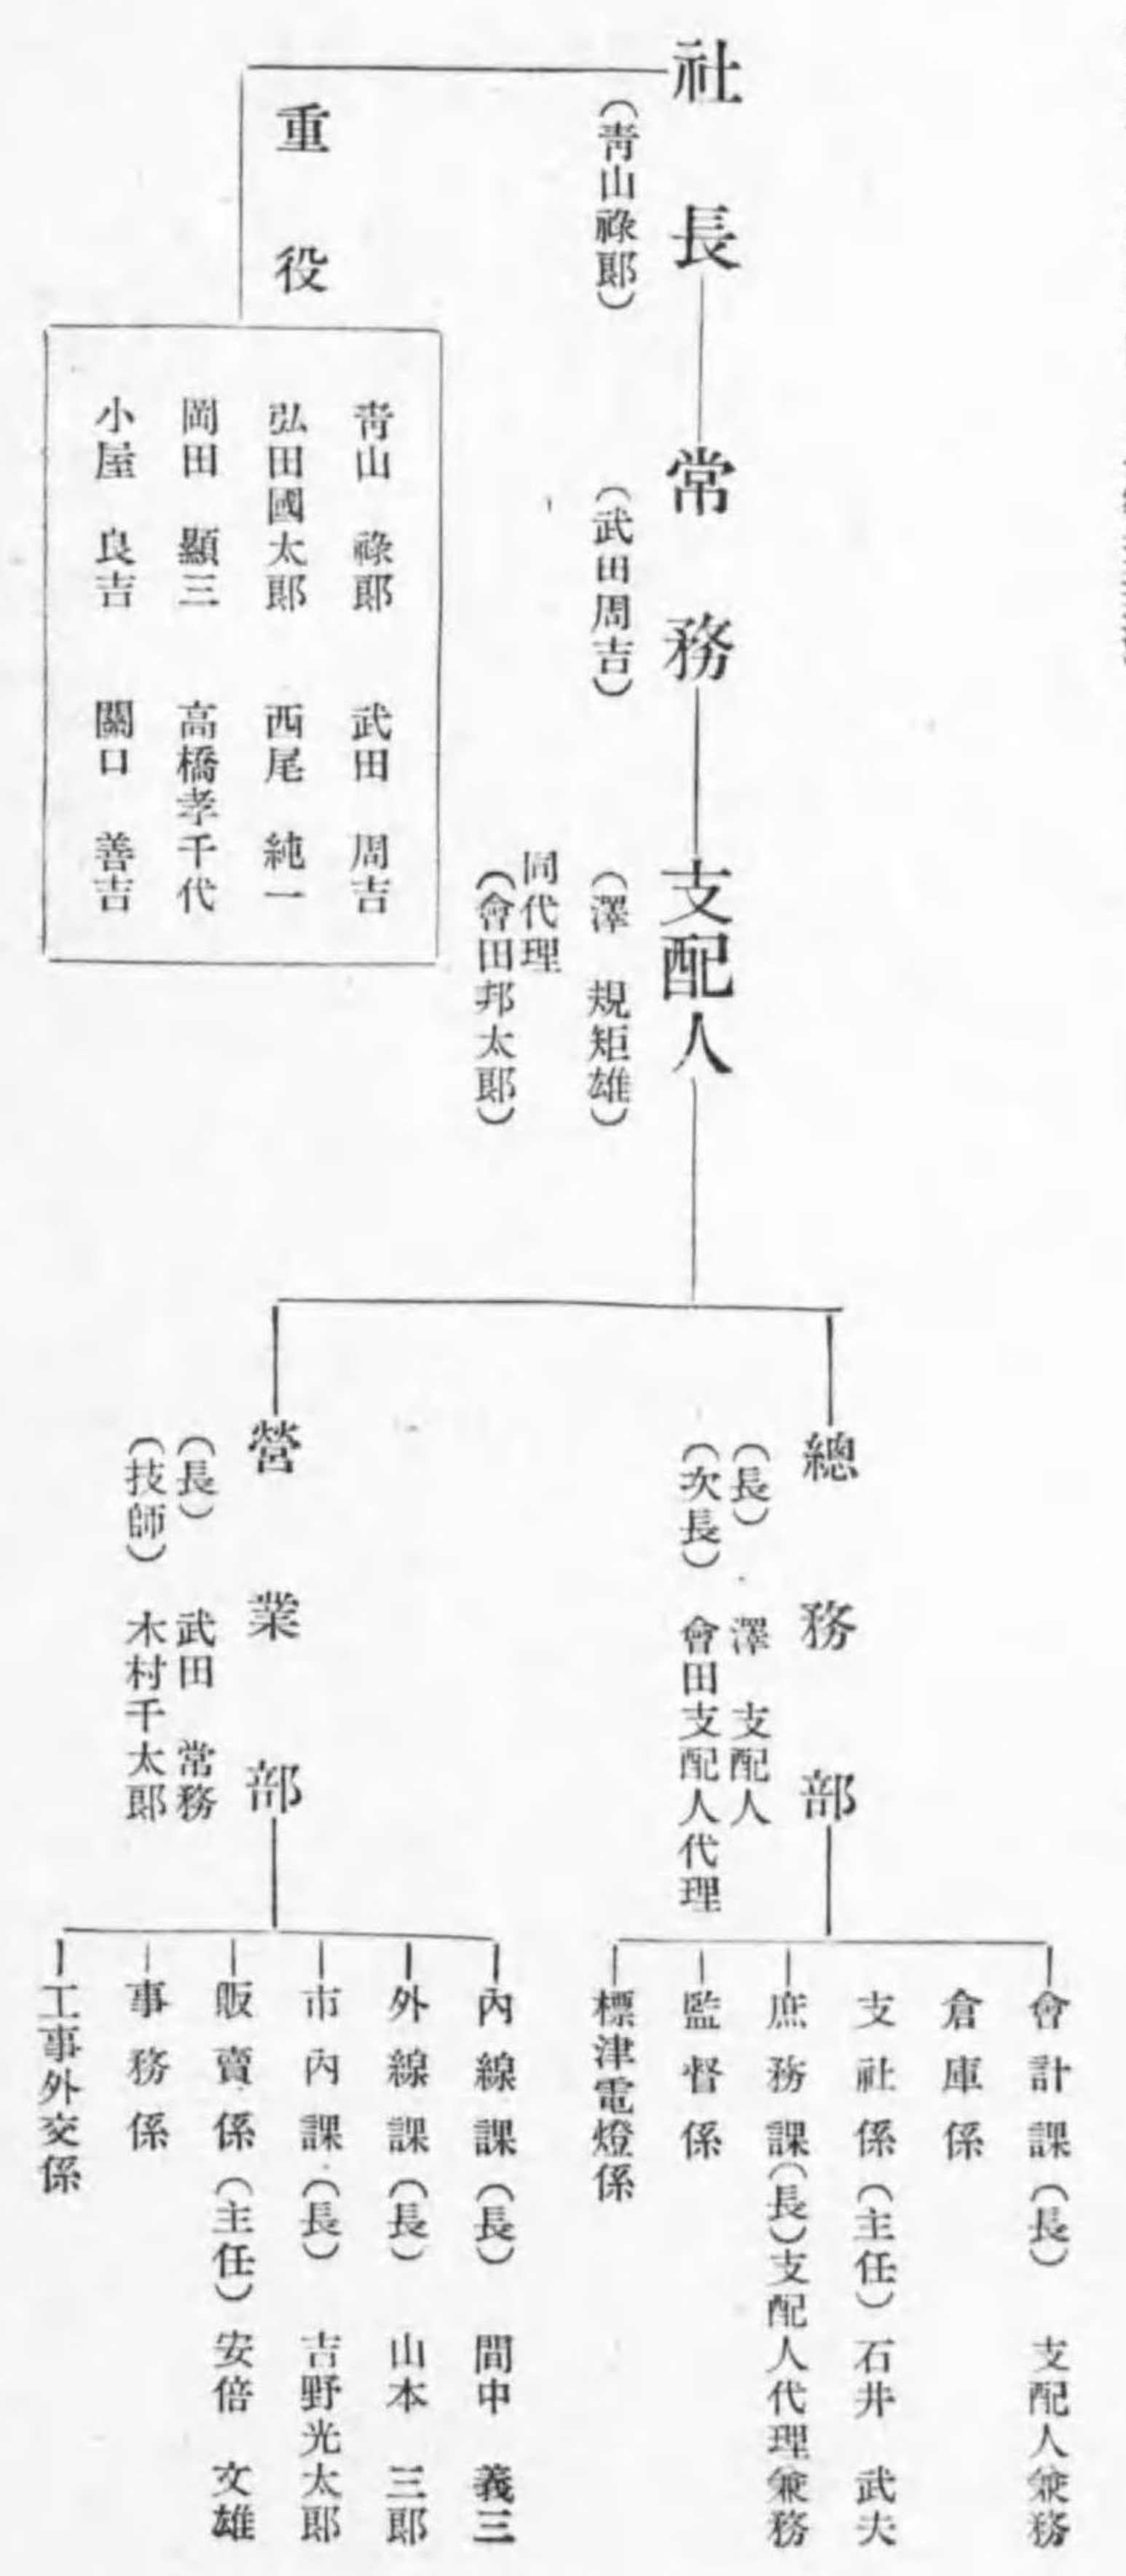 社長
(青山祿郞)
常務
(武田周吉)
支配人
(澤 規矩雄)
同代理
(會田邦太郞)
重役
青山 祿郞 武田 周吉
弘田國太郞 西尾 純一
岡田 顯三 高橋孝千代
小屋 良吉 關口 善吉
總務部
(長) 澤 支配人
(次長) 會田支配人代理
會計課(長) 支配人兼務
倉庫係
支社係(主任)石井 武夫
庶務課(長)支配人代理兼務
監督係
標津電燈係
營業部
(長) 武田 常務
(技師) 木村千太郞
內線課(長) 間中 義三
外線課(長) 山本 三郞
市內課(長) 吉野光太郞
販賣係(主任)安倍 文雄
事務係
工事外交係